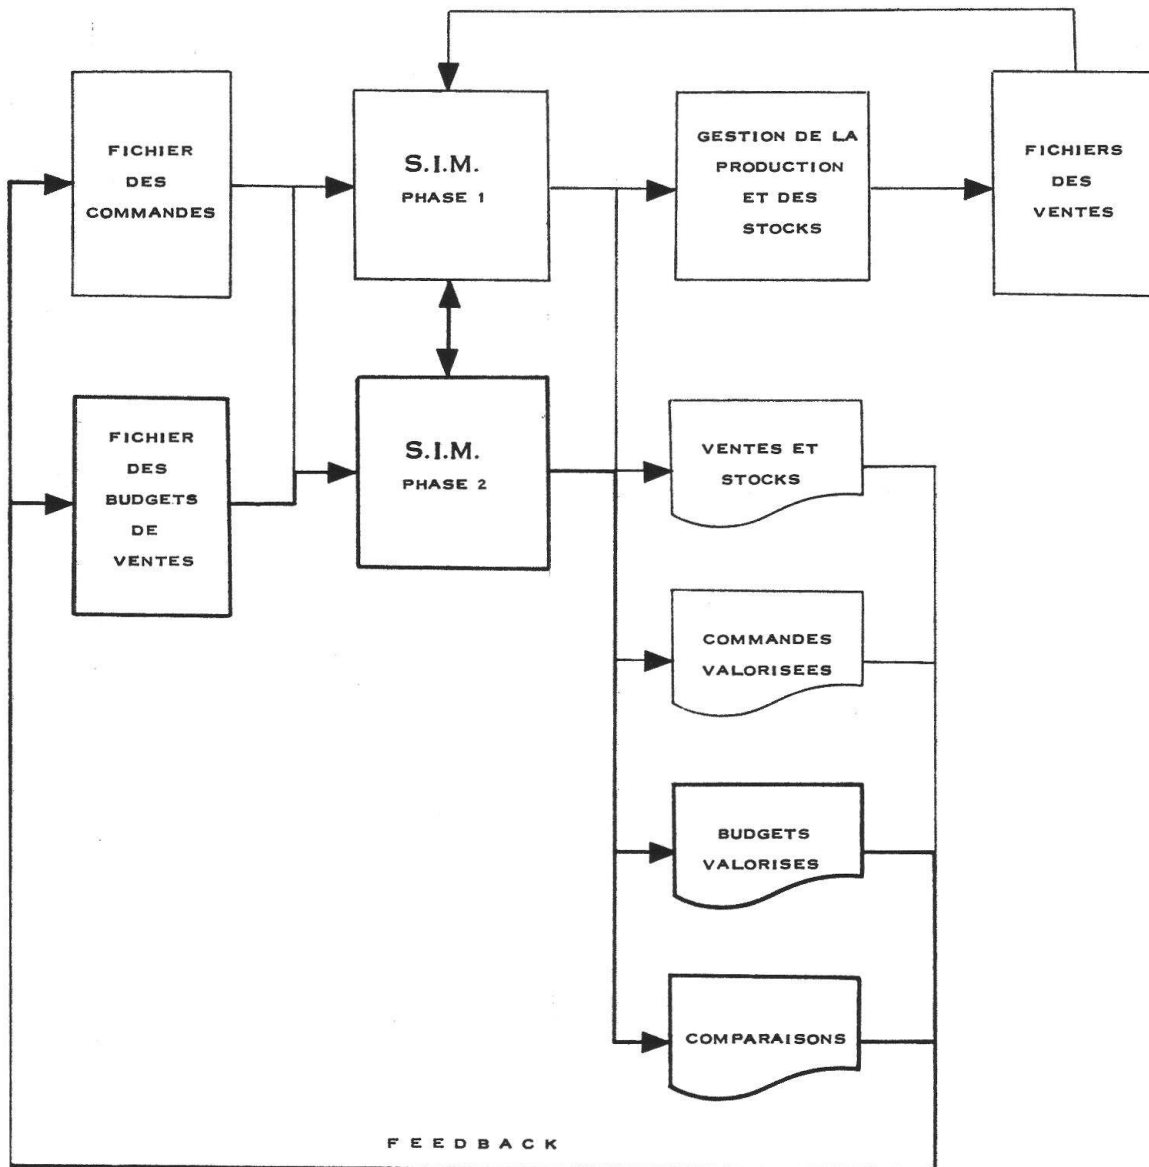 FICHIER
DES
COMMANDES
S.I.M.
PHASE 1
GESTION DE LA
PRODUCTION
ET DES
STOCKS
FICHIERS
DES
VENTES
FICHIER
DES
BUDGETS
DE
VENTES
S.I.M.
PHASE 2
VENTES ET
STOCKS
COMMANDES
VALORISEES
BUDGETS
VALORISES
COMPARAISONS
FEEDBACK